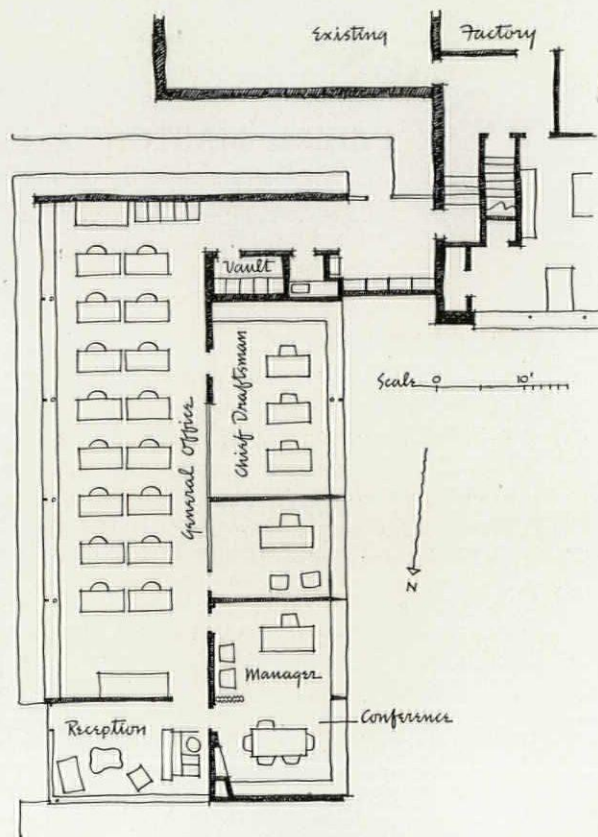 Existing Factory
Vault
Scale 0 10'
Chief Draftsman
General Office
N
Manager
Conference
Reception